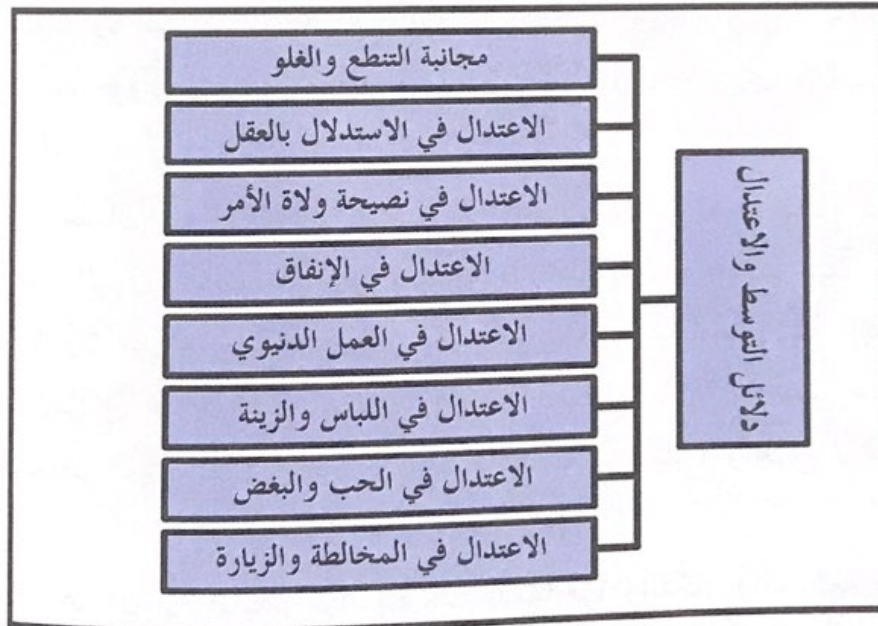 دلائل التوسط والاعتدال
مجانبة التنطع والغلو
الاعتدال في الاستدلال بالعقل
الاعتدال في نصيحة ولاة الأمر
الاعتدال في الإنفاق
الاعتدال في العمل الدنيوي
الاعتدال في اللباس والزينة
الاعتدال في الحب والبغض
الاعتدال في المخالطة والزيارة